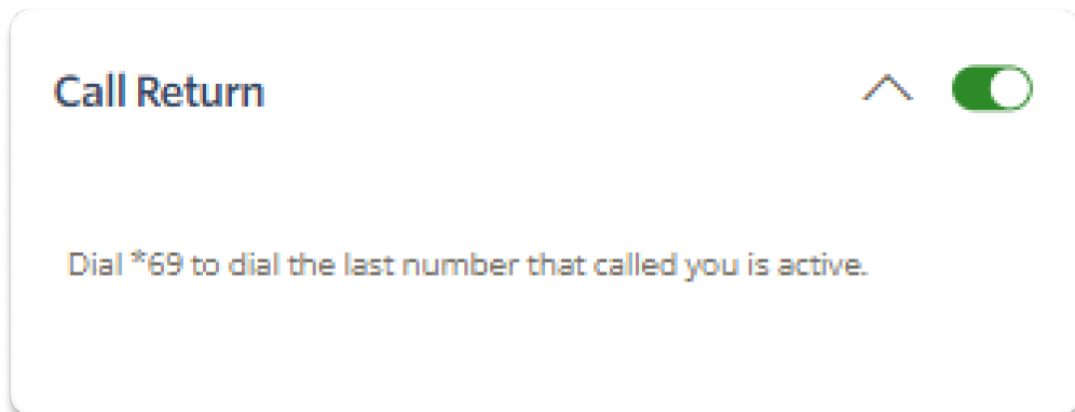 Call Return
Dial *69 to dial the last number that called you is active.